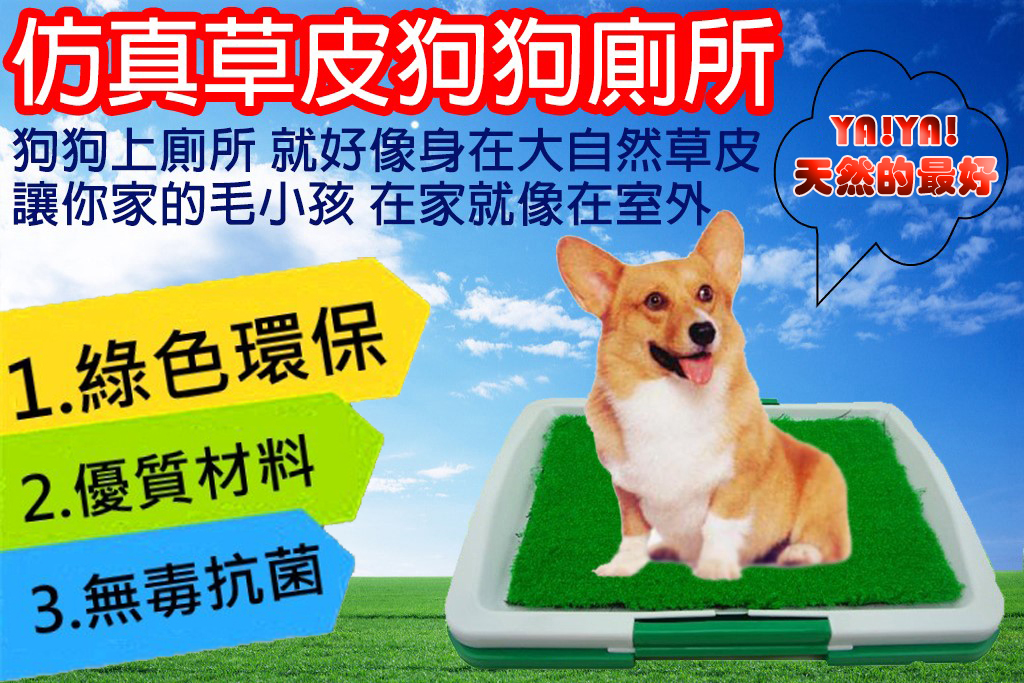 仿真草皮狗狗廁所
狗狗上廁所 就好像身在大自然草皮
讓你家的毛小孩 在家就像在室外
YA!YA!
天然的最好
1.綠色環保
2.優質材料
3.無毒抗菌